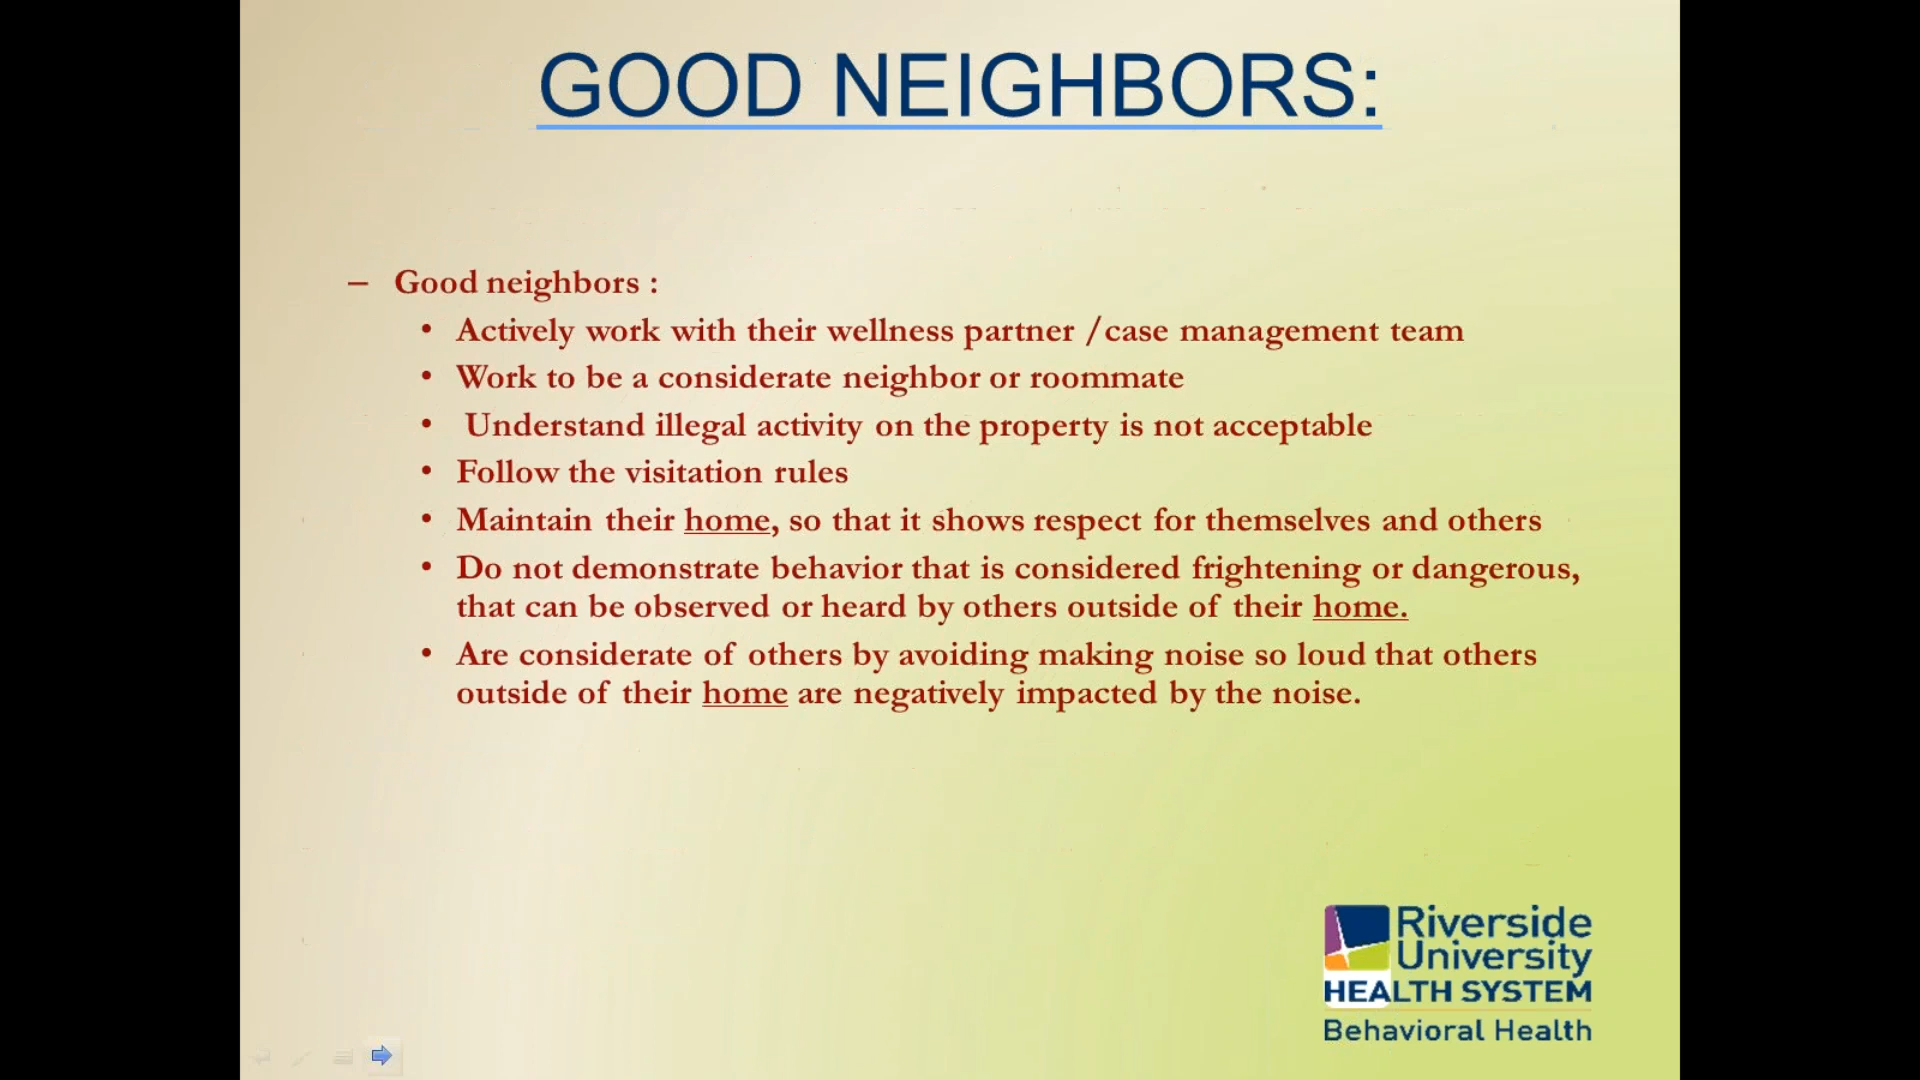 GOOD NEIGHBORS:
– Good neighbors :
• Actively work with their wellness partner /case management team
• Work to be a considerate neighbor or roommate
• Understand illegal activity on the property is not acceptable
• Follow the visitation rules
• Maintain their home, so that it shows respect for themselves and others
• Do not demonstrate behavior that is considered frightening or dangerous,
that can be observed or heard by others outside of their home.
• Are considerate of others by avoiding making noise so loud that others
outside of their home are negatively impacted by the noise.
Riverside
University
HEALTH SYSTEM
Behavioral Health